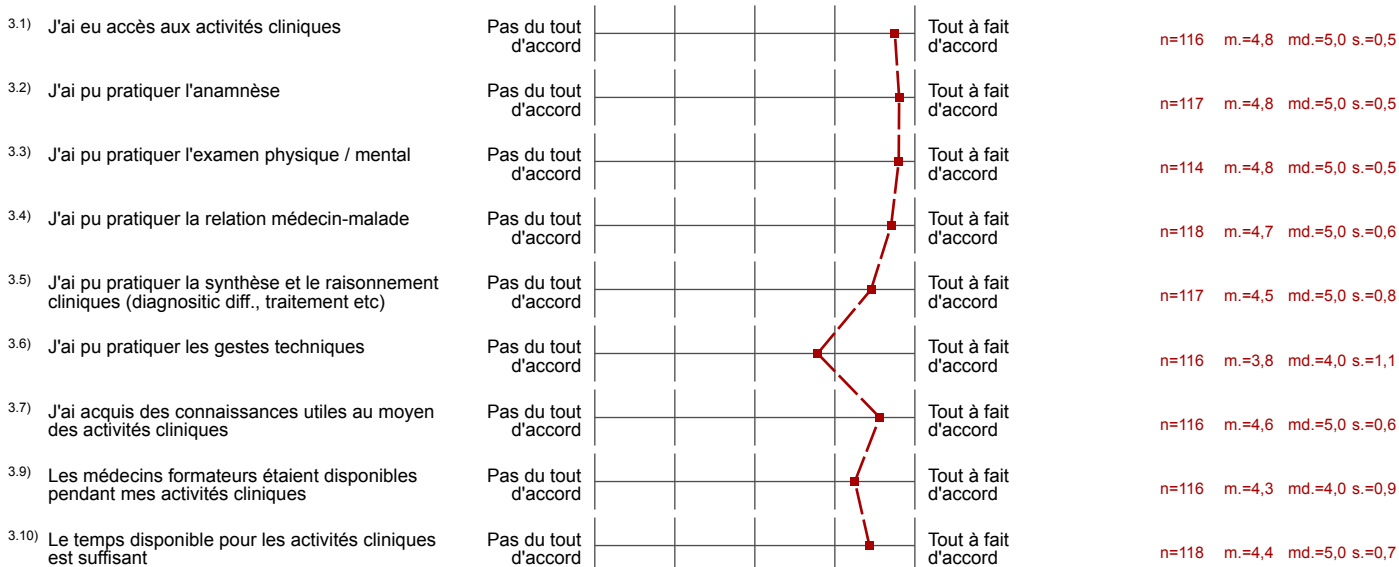 3.1) J'ai eu accès aux activités cliniques Pas du tout d'accord Tout à fait d'accord n=116 m.=4,8 md.=5,0 s.=0,5
3.2) J'ai pu pratiquer l'anamnèse Pas du tout d'accord Tout à fait d'accord n=117 m.=4,8 md.=5,0 s.=0,5
3.3) J'ai pu pratiquer l'examen physique / mental Pas du tout d'accord Tout à fait d'accord n=114 m.=4,8 md.=5,0 s.=0,5
3.4) J'ai pu pratiquer la relation médecin-malade Pas du tout d'accord Tout à fait d'accord n=118 m.=4,7 md.=5,0 s.=0,6
3.5) J'ai pu pratiquer la synthèse et le raisonnement
cliniques (diagnositic diff., traitement etc) Pas du tout d'accord Tout à fait d'accord n=117 m.=4,5 md.=5,0 s.=0,8
3.6) J'ai pu pratiquer les gestes techniques Pas du tout d'accord Tout à fait d'accord n=116 m.=3,8 md.=4,0 s.=1,1
3.7) J'ai acquis des connaissances utiles au moyen
des activités cliniques Pas du tout d'accord Tout à fait d'accord n=116 m.=4,6 md.=5,0 s.=0,6
3.9) Les médecins formateurs étaient disponibles
pendant mes activités cliniques Pas du tout d'accord Tout à fait d'accord n=116 m.=4,3 md.=4,0 s.=0,9
3.10) Le temps disponible pour les activités cliniques
est suffisant Pas du tout d'accord Tout à fait d'accord n=118 m.=4,4 md.=5,0 s.=0,7